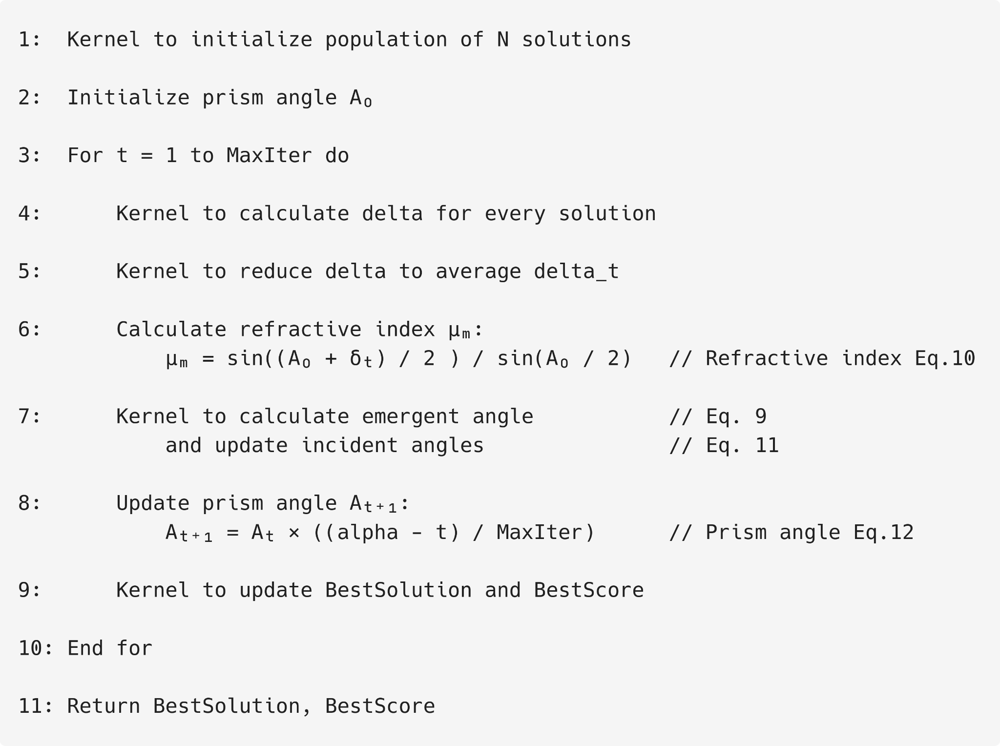 1:  Kernel to initialize population of N solutions
2:  Initialize prism angle A₀
3:  For t = 1 to MaxIter do
4:      Kernel to calculate delta for every solution
5:      Kernel to reduce delta to average delta_t
6:      Calculate refractive index μₘ:
            μₘ = sin((A₀ + δₜ) / 2 ) / sin(A₀ / 2)   // Refractive index Eq.10
7:      Kernel to calculate emergent angle           // Eq. 9
            and update incident angles               // Eq. 11
8:      Update prism angle Aₜ₊₁:
            Aₜ₊₁ = Aₜ × ((alpha − t) / MaxIter)      // Prism angle Eq.12
9:      Kernel to update BestSolution and BestScore
10: End for
11: Return BestSolution, BestScore